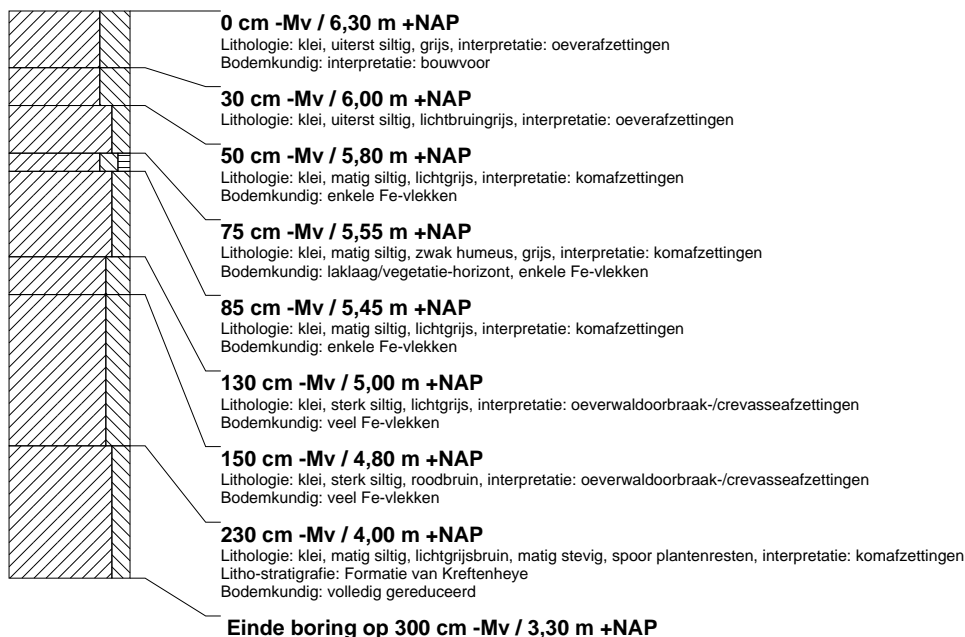 0 cm -Mv / 6,30 m +NAP
Lithologie: klei, uiterst siltig, grijs, interpretatie: oeverafzettingen
Bodemkundig: interpretatie: bouwvoor
30 cm -Mv / 6,00 m +NAP
Lithologie: klei, uiterst siltig, lichtbruingrijs, interpretatie: oeverafzettingen
50 cm -Mv / 5,80 m +NAP
Lithologie: klei, matig siltig, lichtgrijs, interpretatie: komafzettingen
Bodemkundig: enkele Fe-vlekken
75 cm -Mv / 5,55 m +NAP
Lithologie: klei, matig siltig, zwak humeus, grijs, interpretatie: komafzettingen
Bodemkundig: laklaag/vegetatie-horizont, enkele Fe-vlekken
85 cm -Mv / 5,45 m +NAP
Lithologie: klei, matig siltig, lichtgrijs, interpretatie: komafzettingen
Bodemkundig: enkele Fe-vlekken
130 cm -Mv / 5,00 m +NAP
Lithologie: klei, sterk siltig, lichtgrijs, interpretatie: oeverwaldoorbraak-/crevasseafzettingen
Bodemkundig: veel Fe-vlekken
150 cm -Mv / 4,80 m +NAP
Lithologie: klei, sterk siltig, roodbruin, interpretatie: oeverwaldoorbraak-/crevasseafzettingen
Bodemkundig: veel Fe-vlekken
230 cm -Mv / 4,00 m +NAP
Lithologie: klei, matig siltig, lichtgrijsbruin, matig stevig, spoor plantenresten, interpretatie: komafzettingen
Litho-stratigrafie: Formatie van Kreftenheye
Bodemkundig: volledig gereduceerd
Einde boring op 300 cm -Mv / 3,30 m +NAP